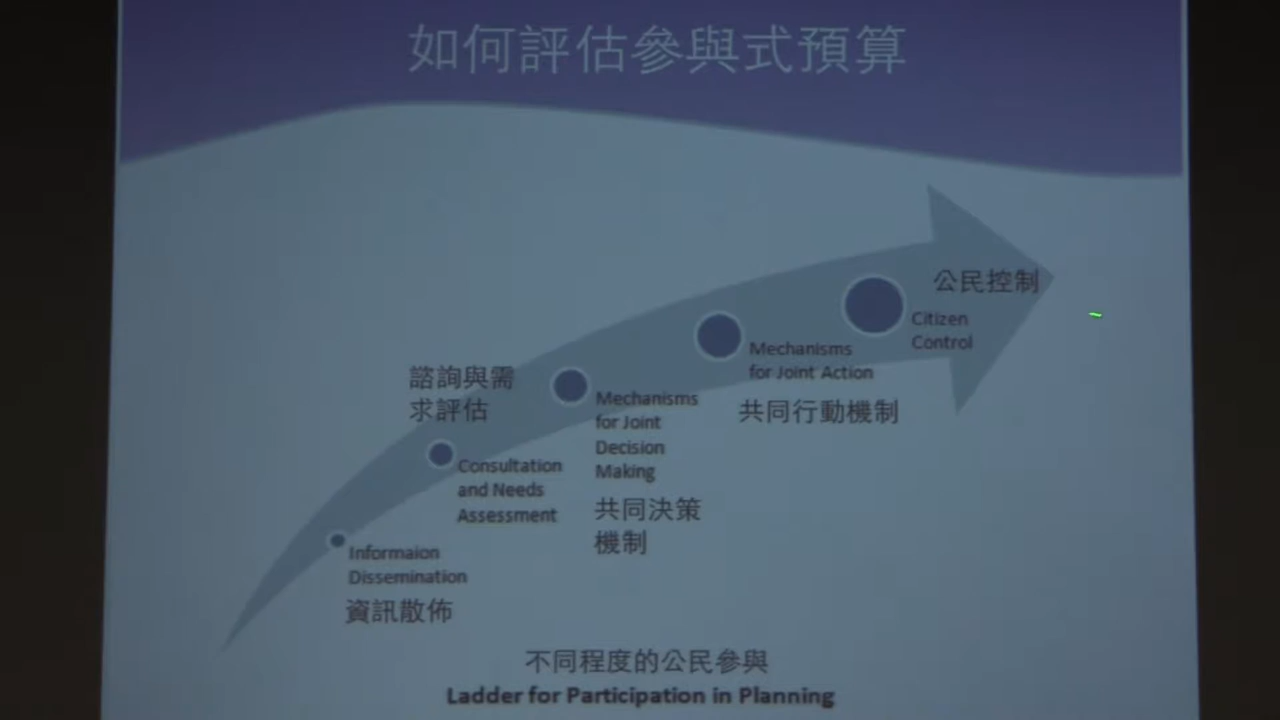 如何評估參與式預算
公民控制
Citizen
Control
Mechanisms
for Joint Action
共同行動機制
諮詢與需
求評估
Mechanisms
for Joint
Decision
Making
共同決策
機制
Consultation
and Needs
Assessment
Informaion
Dissemination
資訊散佈
不同程度的公民參與
Ladder for Participation in Planning